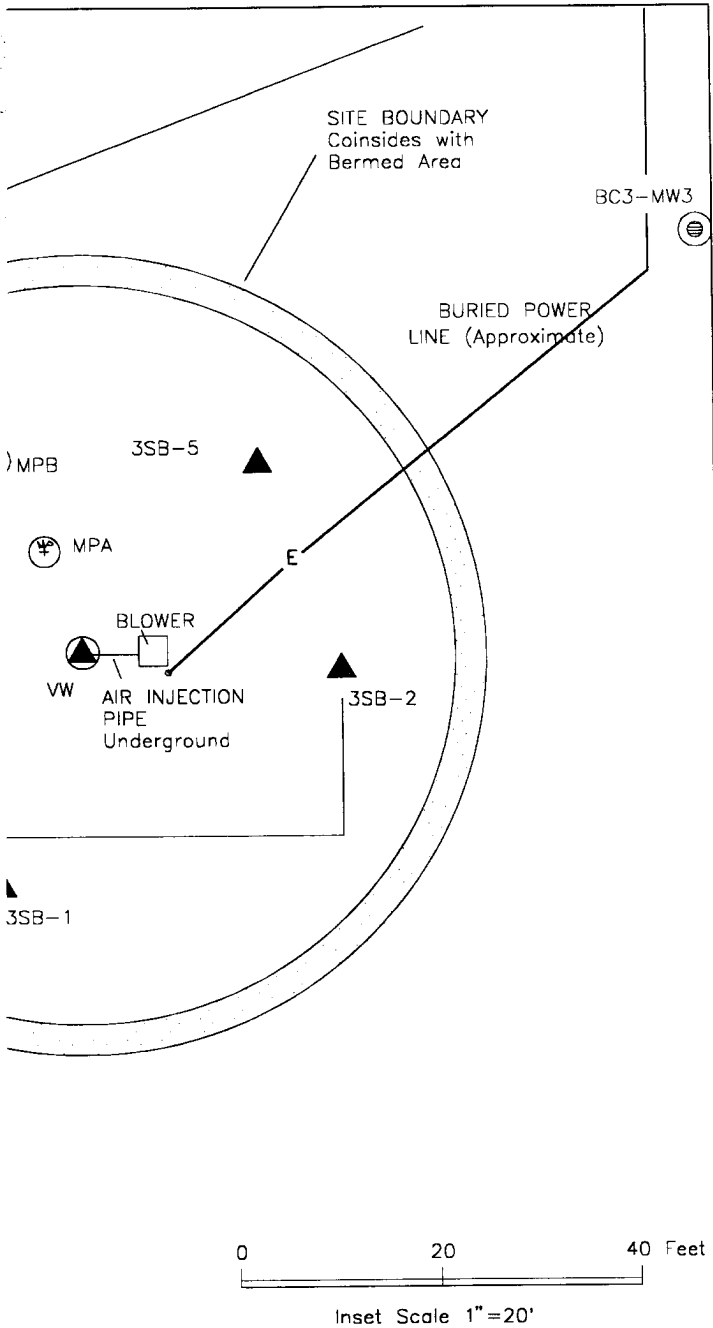 SITE BOUNDARY
Coinsides with
Bermed Area
BC3-MW3
BURIED POWER
LINE (Approximate)
3SB-5
)MPB
MPA
E
BLOWER
VW
AIR INJECTION
PIPE
Underground
3SB-2
3SB-1
0 20 40 Feet
Inset Scale 1"=20'